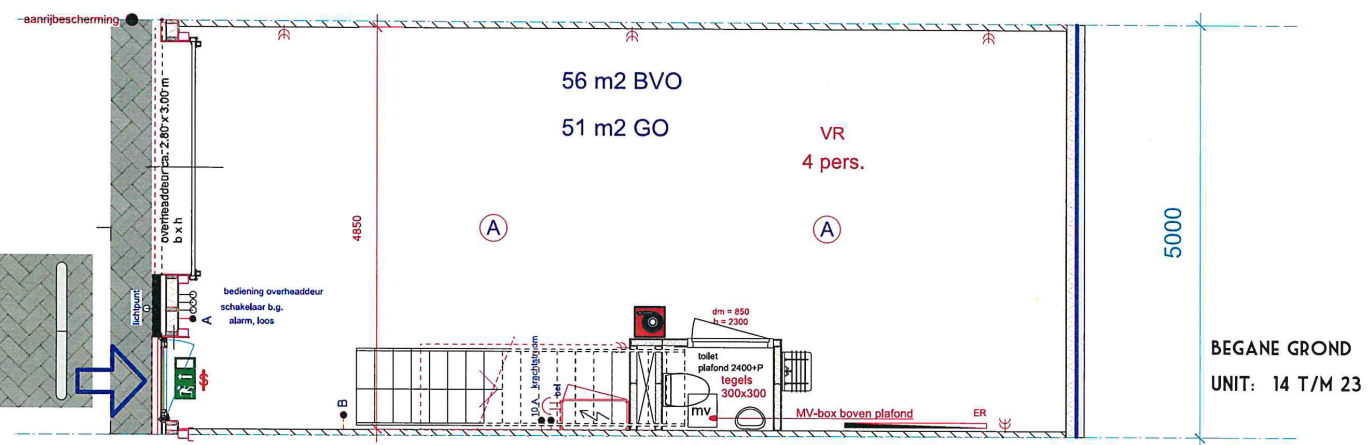 aanrijbescherming
overheaddeur ca. 2.80 x 3.00 m
b x h
56 m2 BVO
51 m2 GO
VR
4 pers.
4850
A
A
5000
lichtpunt
bediening overheaddeur
schakelaar b.g.
alarm, loos
A
B
10 A krachtstroom
bel
dm = 850
h = 2300
toilet
plafond 2400+P
tegels
300x300
mv
MV-box boven plafond
ER
BEGANE GROND
UNIT: 14 T/M 23